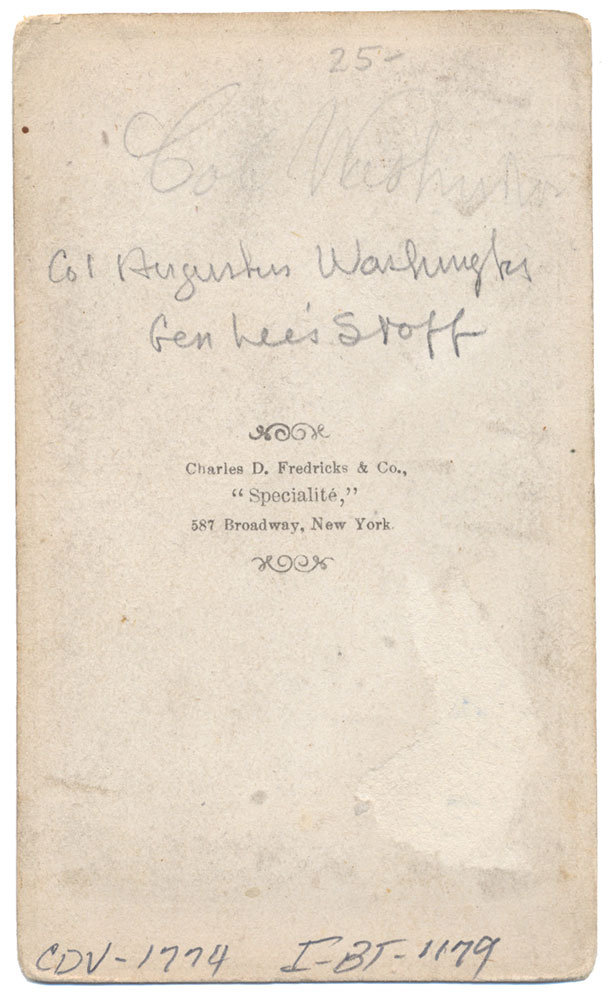 25-
Col Washington
Col Augustus Washington
Gen Lee's Staff
Charles D. Fredricks & Co.,
"Specialité,"
587 Broadway, New York.
CDV-1774 I-BT-1179